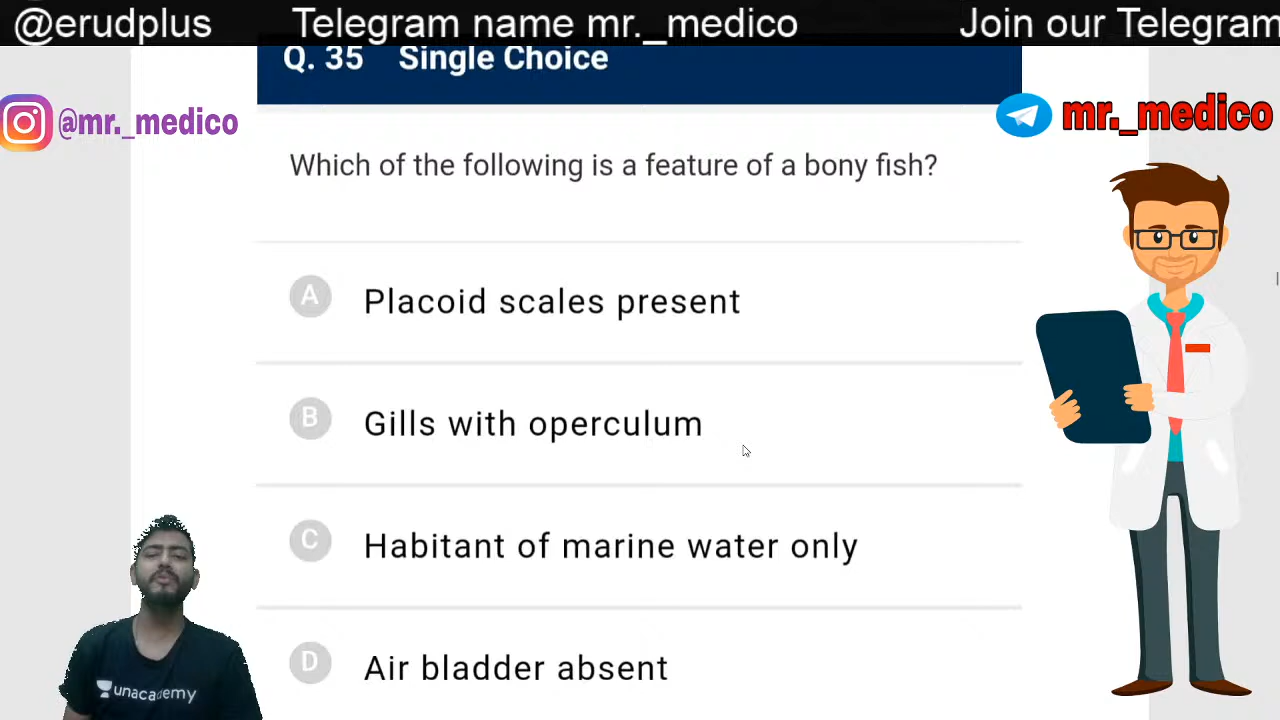 @erudplus Telegram name mr._medico Join our Telegram
Q. 35 Single Choice
@mr._medico
mr._medico
Which of the following is a feature of a bony fish?
A Placoid scales present
B Gills with operculum
C Habitant of marine water only
D Air bladder absent
unacademy